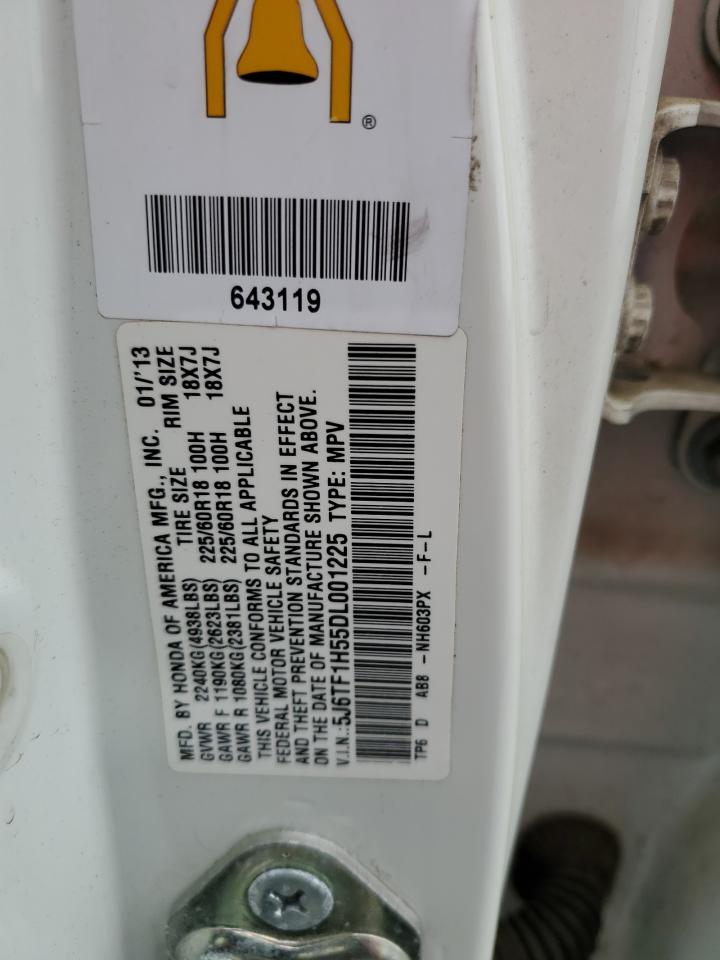 ®
643119
MFD. BY HONDA OF AMERICA MFG., INC. 01/'13
TIRE SIZE RIM SIZE
GVWR 2240KG(4938LBS)
GAWR F 1190KG(2623LBS) 225/60R18 100H 18X7J
GAWR R 1080KG(2381LBS) 225/60R18 100H 18X7J
THIS VEHICLE CONFORMS TO ALL APPLICABLE
FEDERAL MOTOR VEHICLE SAFETY
AND THEFT PREVENTION STANDARDS IN EFFECT
ON THE DATE OF MANUFACTURE SHOWN ABOVE.
V.I.N.:5J6TF1H55DL001225 TYPE: MPV
TP6 D AB8 -NH603PX -F-L